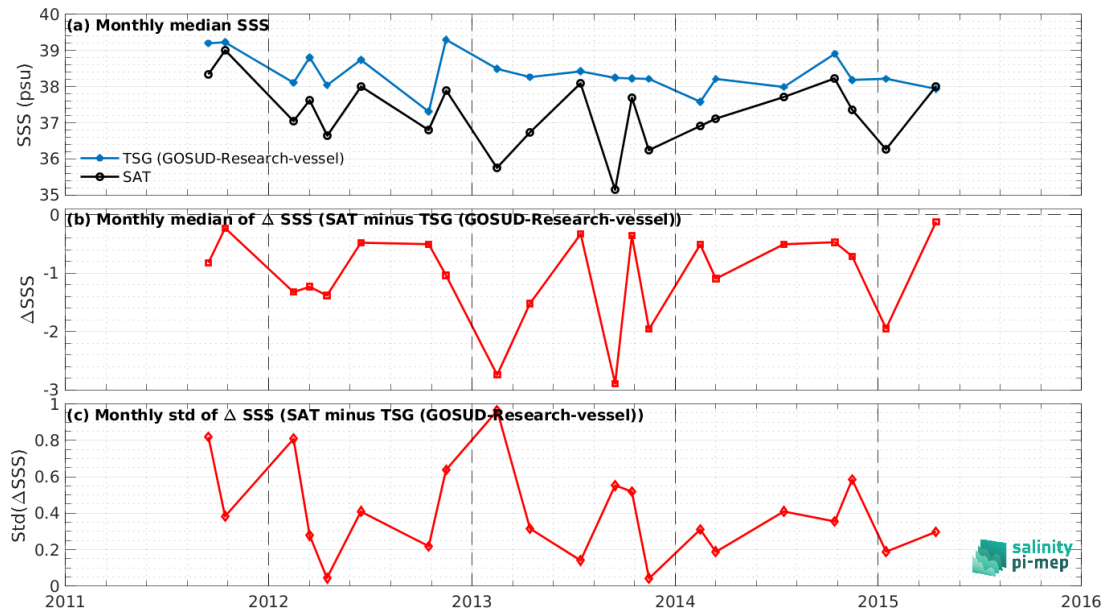 (a) Monthly median SSS
SSS (psu)
40
39
38
37
36
35
TSG (GOSUD-Research-vessel)
SAT
(b) Monthly median of Δ SSS (SAT minus TSG (GOSUD-Research-vessel))
ΔSSS
0
-1
-2
-3
(c) Monthly std of Δ SSS (SAT minus TSG (GOSUD-Research-vessel))
Std(ΔSSS)
1
0.8
0.6
0.4
0.2
0
2011 2012 2013 2014 2015 2016
salinity
pi-mep